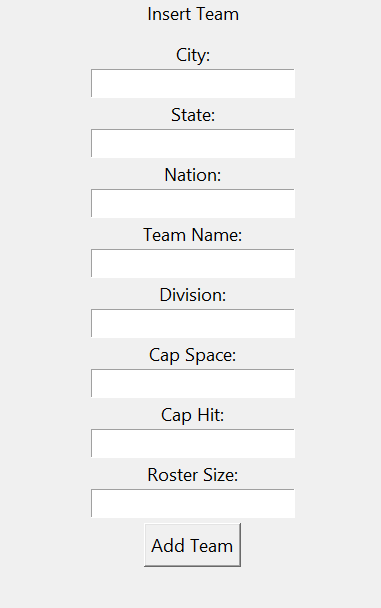 Insert Team
City:
State:
Nation:
Team Name:
Division:
Cap Space:
Cap Hit:
Roster Size:
Add Team